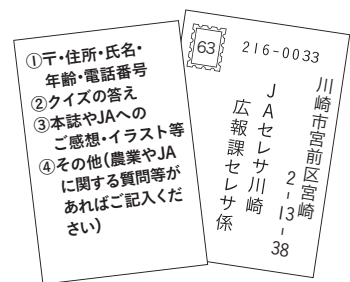 ①〒・住所・氏名・
年齢・電話番号
②クイズの答え
③本誌やJAへの
ご感想・イラスト等
④その他(農業やJA
に関する質問等が
あればご記入くだ
さい)
63
216-0033
川崎市宮前区宮崎
2-13-38
JAセレサ川崎
広報課セレサ係